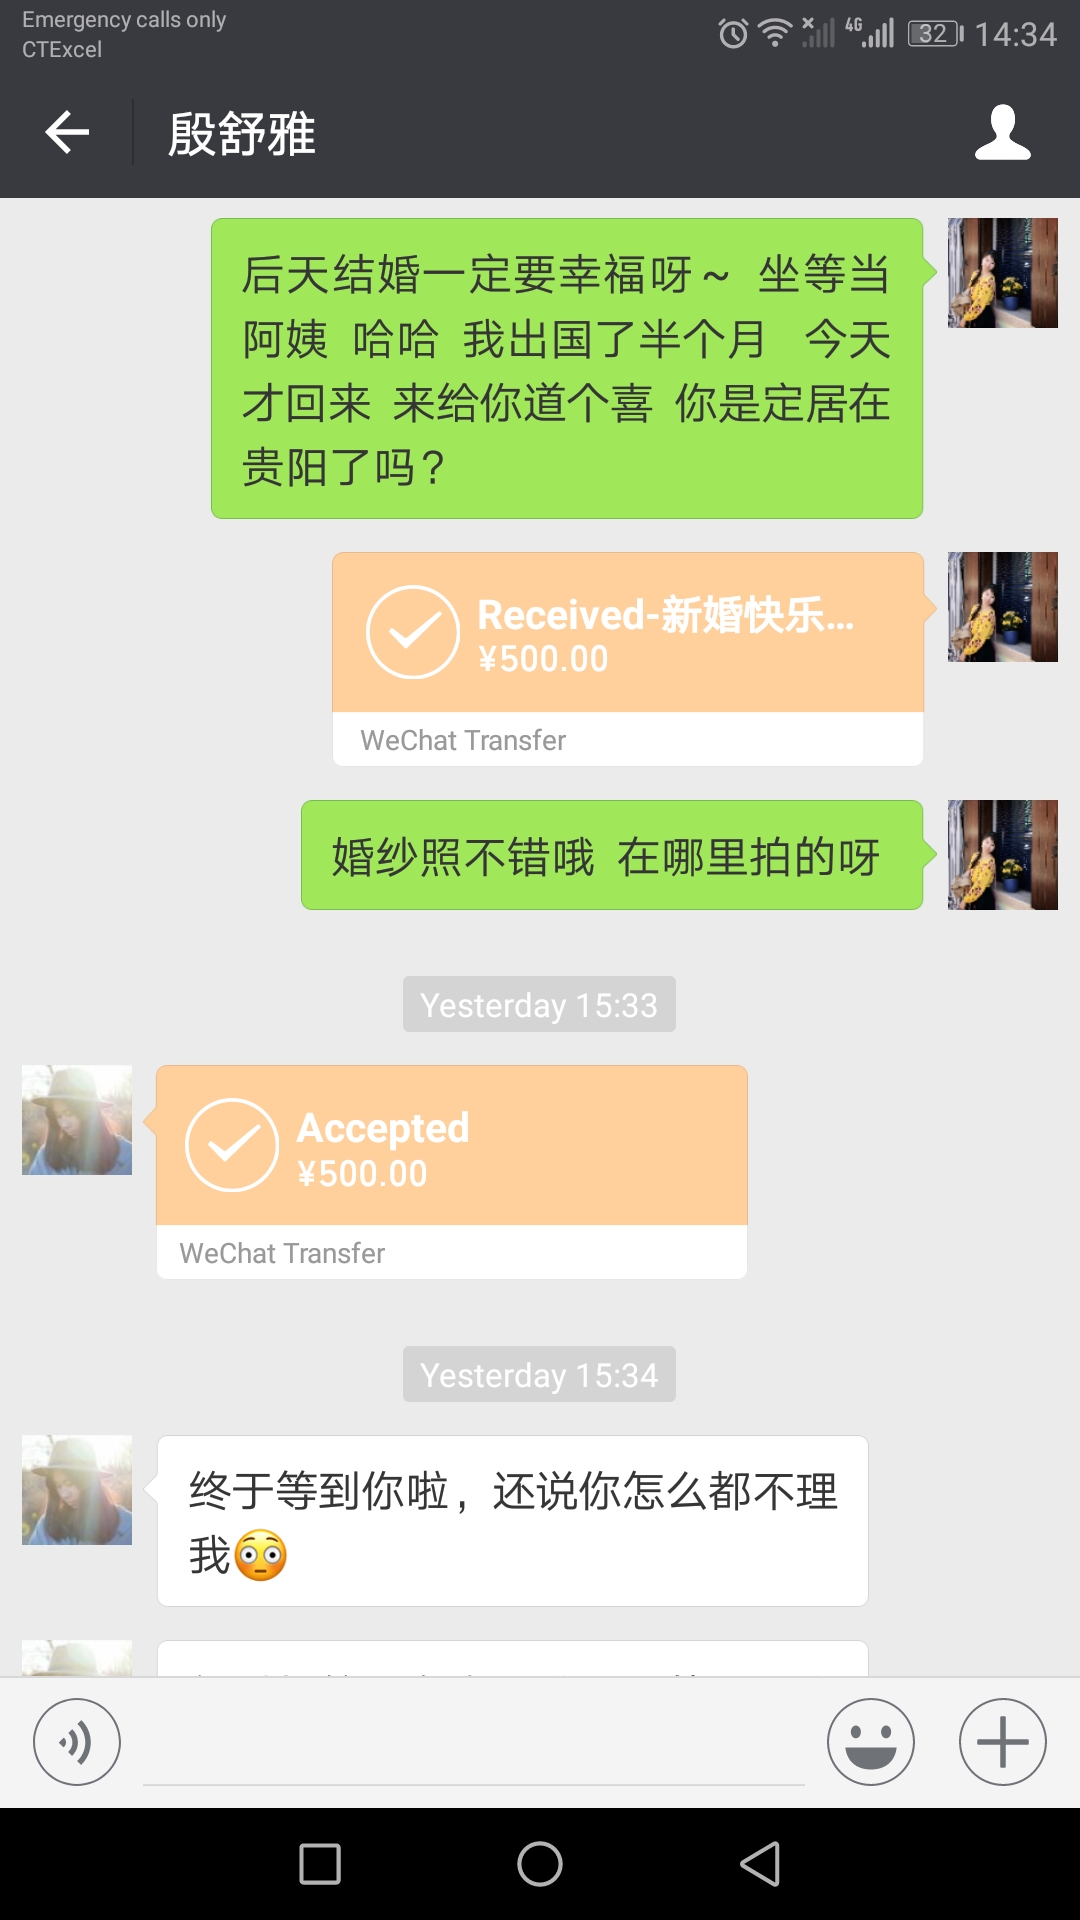 Emergency calls only
CTExcel
4G
32
14:34
殷舒雅
后天结婚一定要幸福呀～ 坐等当
阿姨 哈哈 我出国了半个月 今天
才回来 来给你道个喜 你是定居在
贵阳了吗？
Received-新婚快乐...
¥500.00
WeChat Transfer
婚纱照不错哦 在哪里拍的呀
Yesterday 15:33
Accepted
¥500.00
WeChat Transfer
Yesterday 15:34
终于等到你啦，还说你怎么都不理
我😳